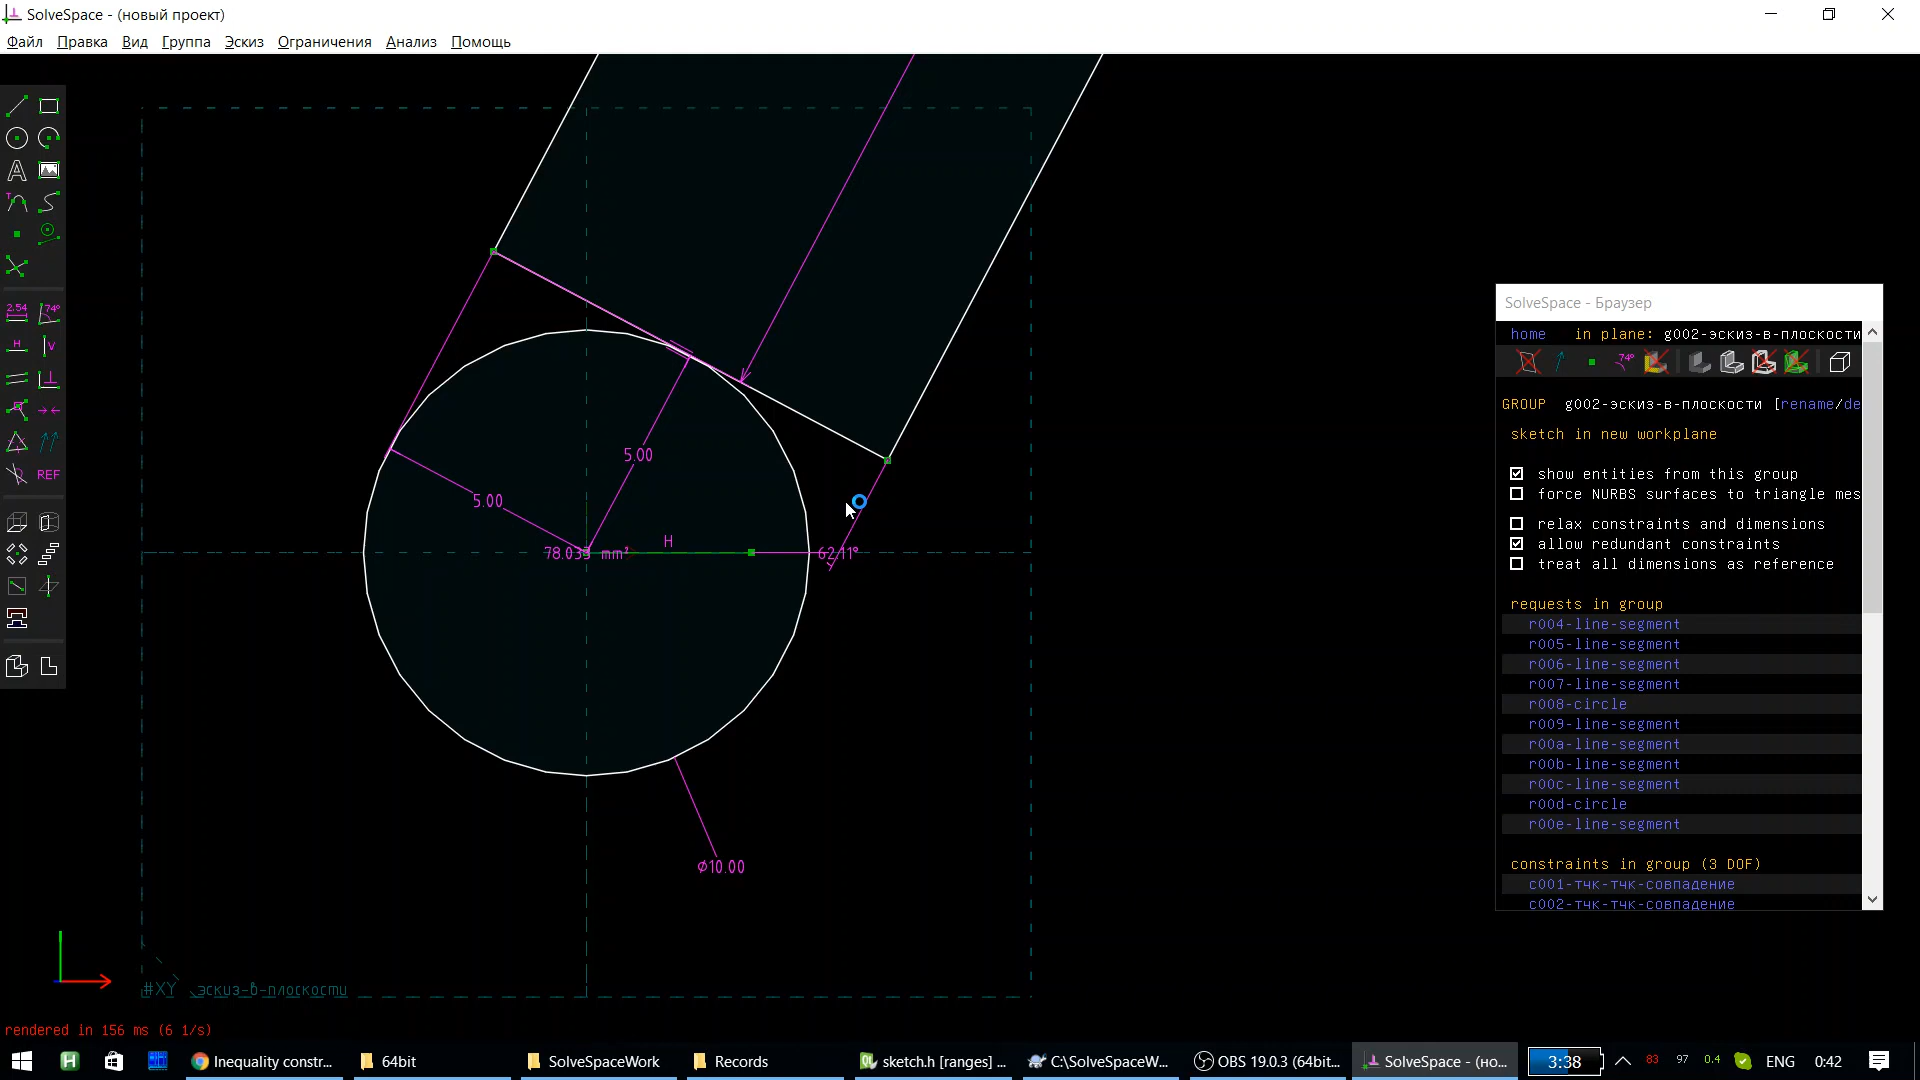 SolveSpace - (новый проект)
Файл Правка Вид Группа Эскиз Ограничения Анализ Помощь
2.54 74°
H V
REF
5.00
5.00
H
78.033 mm²
62.11°
⌀10.00
#XY эскиз-в-плоскости
rendered in 156 ms (6 1/s)
SolveSpace - Браузер
home in plane: g002-эскиз-в-плоскости
74°
GROUP g002-эскиз-в-плоскости [rename/de
sketch in new workplane
show entities from this group
force NURBS surfaces to triangle mes
relax constraints and dimensions
allow redundant constraints
treat all dimensions as reference
requests in group
r004-line-segment
r005-line-segment
r006-line-segment
r007-line-segment
r008-circle
r009-line-segment
r00a-line-segment
r00b-line-segment
r00c-line-segment
r00d-circle
r00e-line-segment
constraints in group (3 DOF)
c001-тчк-тчк-совпадение
c002-тчк-тчк-совпадение
Inequality constr... 64bit SolveSpaceWork Records sketch.h [ranges] ... C:\SolveSpaceW... OBS 19.0.3 (64bit... SolveSpace - (но... 3:38 83 97 0.4 ENG 0:42